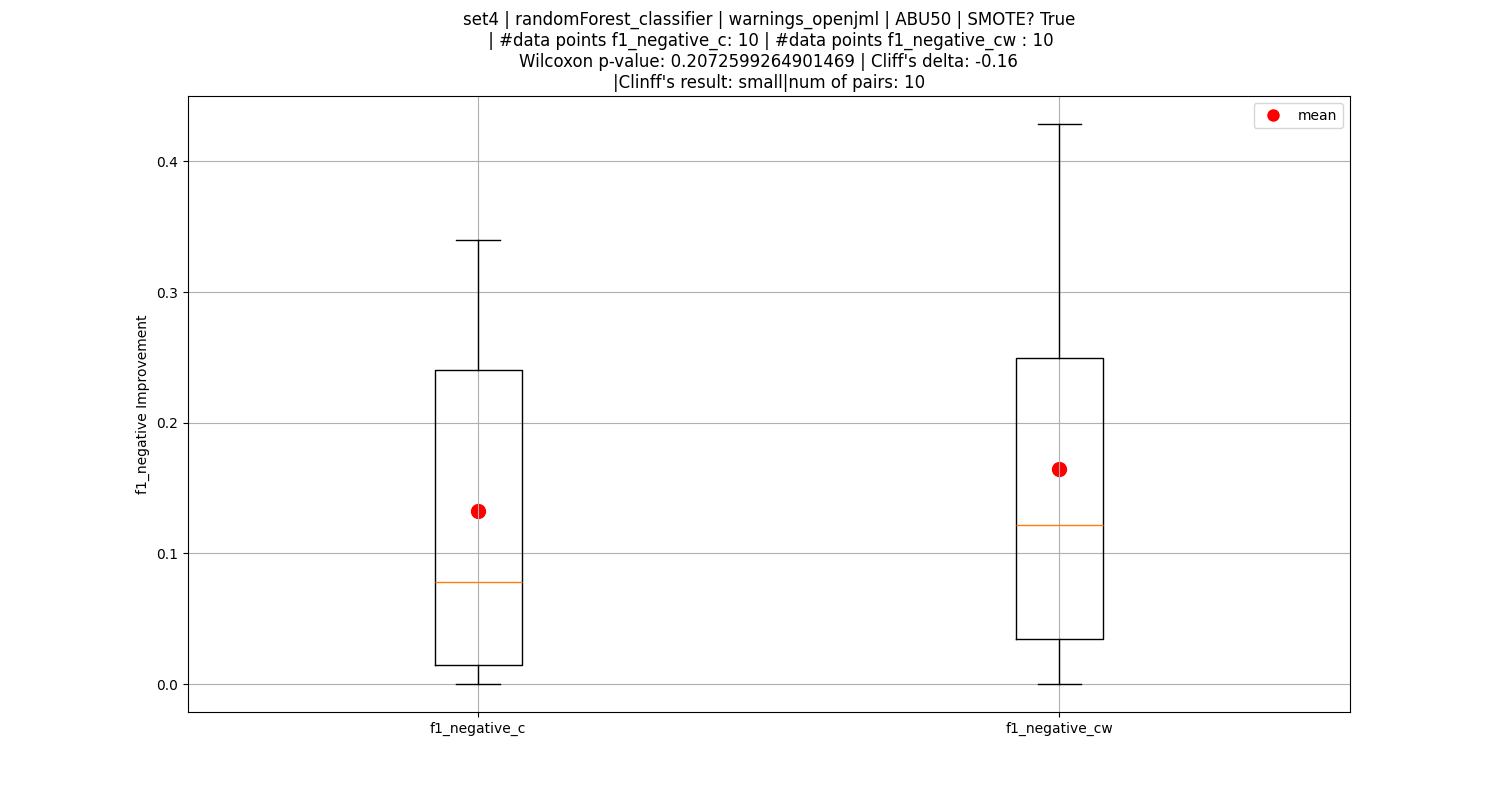 set4 | randomForest_classifier | warnings_openjml | ABU50 | SMOTE? True
| #data points f1_negative_c: 10 | #data points f1_negative_cw : 10
Wilcoxon p-value: 0.2072599264901469 | Cliff's delta: -0.16
|Clinff's result: small|num of pairs: 10
mean
0.4
0.3
0.2
0.1
0.0
f1_negative Improvement
f1_negative_c
f1_negative_cw